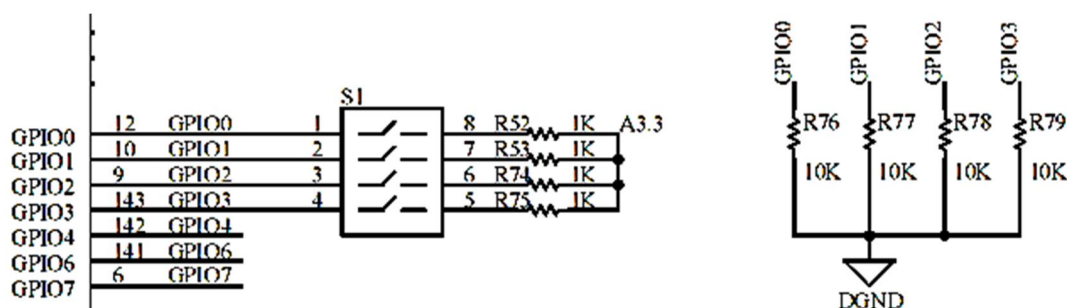 S1
GPIO0 12 GPIO0 1 8 R52 1K A3.3
GPIO1 10 GPIO1 2 7 R53 1K
GPIO2 9 GPIO2 3 6 R74 1K
GPIO3 143 GPIO3 4 5 R75 1K
GPIO4 142 GPIO4
GPIO6 141 GPIO6
GPIO7 6 GPIO7
GPIO0 GPIO1 GPIO2 GPIO3
R76 R77 R78 R79
10K 10K 10K 10K
DGND